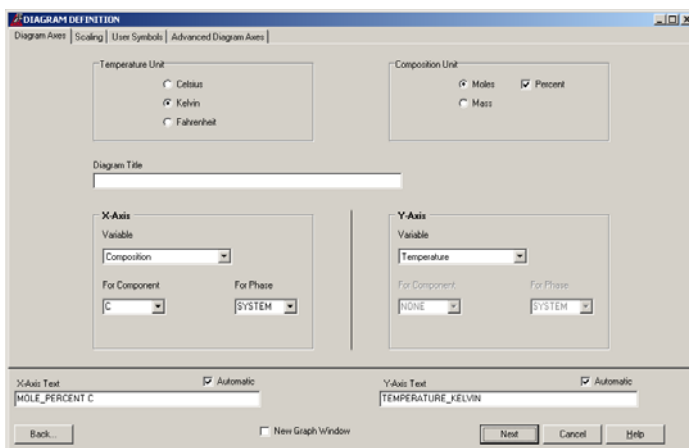 DIAGRAM DEFINITION
Diagram Axes Scaling User Symbols Advanced Diagram Axes
Temperature Unit
Celsius
Kelvin
Fahrenheit
Composition Unit
Moles Percent
Mass
Diagram Title
X-Axis
Variable
Composition
For Component For Phase
C SYSTEM
Y-Axis
Variable
Temperature
For Component For Phase
NONE SYSTEM
X-Axis Text Automatic
MOLE_PERCENT C
Y-Axis Text Automatic
TEMPERATURE_KELVIN
Back... New Graph Window Next Cancel Help